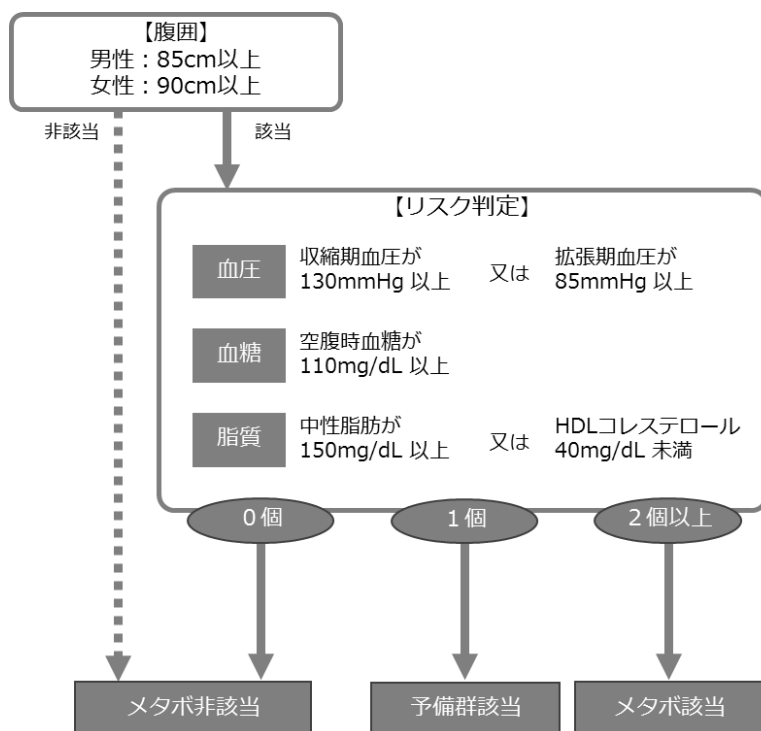 【腹囲】
男性：85cm以上
女性：90cm以上
非該当
該当
【リスク判定】
血圧
収縮期血圧が
130mmHg 以上
又は
拡張期血圧が
85mmHg 以上
血糖
空腹時血糖が
110mg/dL 以上
脂質
中性脂肪が
150mg/dL 以上
又は
HDLコレステロール
40mg/dL 未満
０個
１個
２個以上
メタボ非該当
予備群該当
メタボ該当